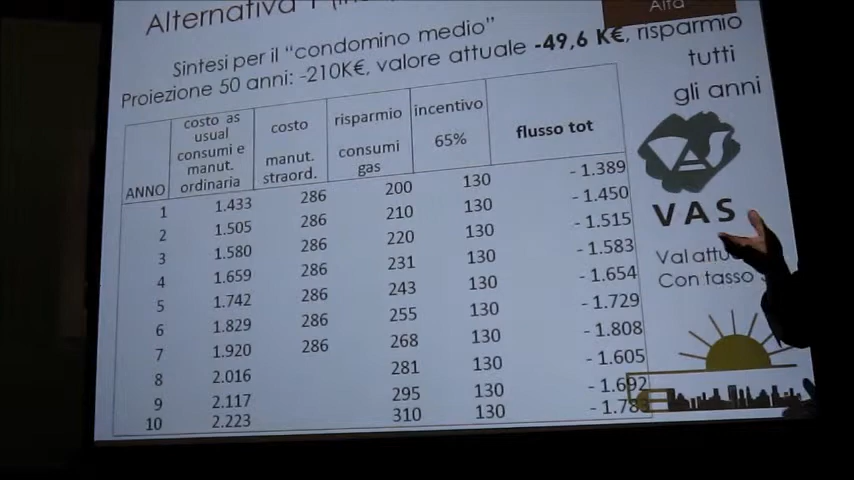 Alternativa 1
Alta
Sintesi per il “condomino medio”
Proiezione 50 anni: -210K€, valore attuale -49,6 K€, risparmio
tutti
gli anni
ANNO costo as usual consumi e manut. ordinaria costo manut. straord. risparmio consumi gas incentivo 65% flusso tot
1 1.433 286 200 130 - 1.389
2 1.505 286 210 130 - 1.450
3 1.580 286 220 130 - 1.515
4 1.659 286 231 130 - 1.583
5 1.742 286 243 130 - 1.654
6 1.829 286 255 130 - 1.729
7 1.920 286 268 130 - 1.808
8 2.016 281 130 - 1.605
9 2.117 295 130 - 1.692
10 2.223 310 130
VAS
VAS
Val
Con tasso